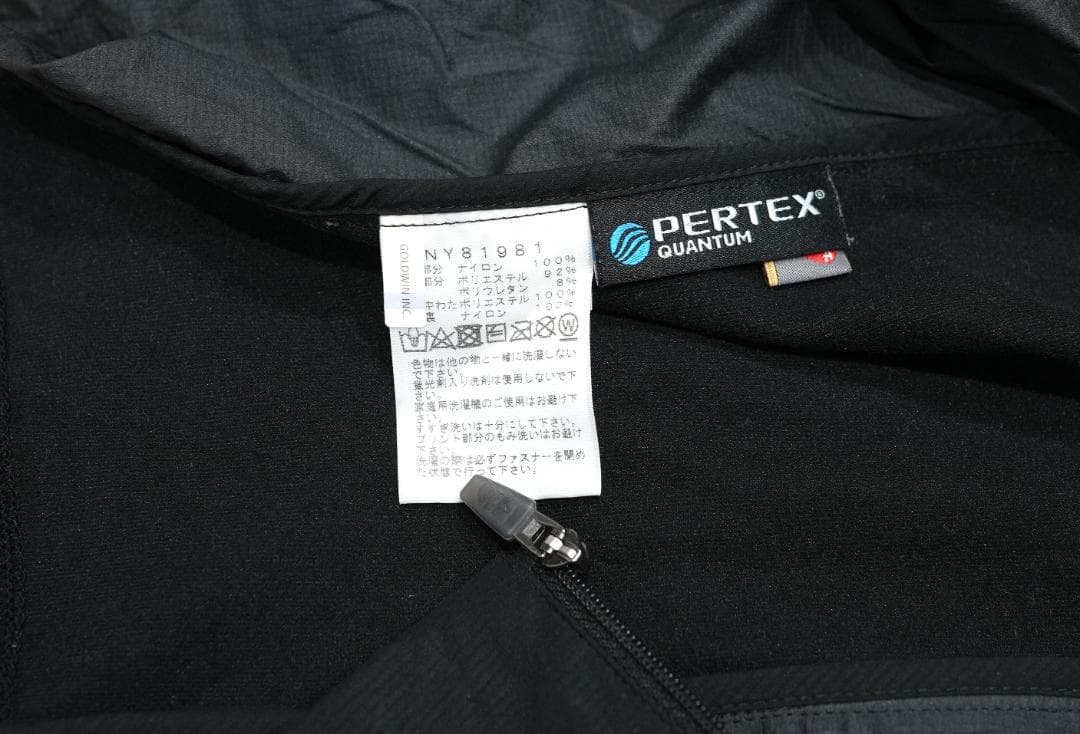 PERTEX®
QUANTUM
GOLDWIN INC.
NY81981
部分 ナイロン 100%
部分 ポリエステル 92%
ポリウレタン 8%
中わた ポリエステル 100%
裏 ナイロン 100%
W
色物は他の物と一緒に洗濯しない
で下さい。
蛍光剤入り洗剤は使用しないで下
さい。
家庭用洗濯機のご使用はお避け下
さい。
すすぎ洗いは十分にして下さい。
プリント部分のもみ洗いはお避け
下さい。
洗濯の際は必ずファスナーを閉め
た状態で行って下さい。